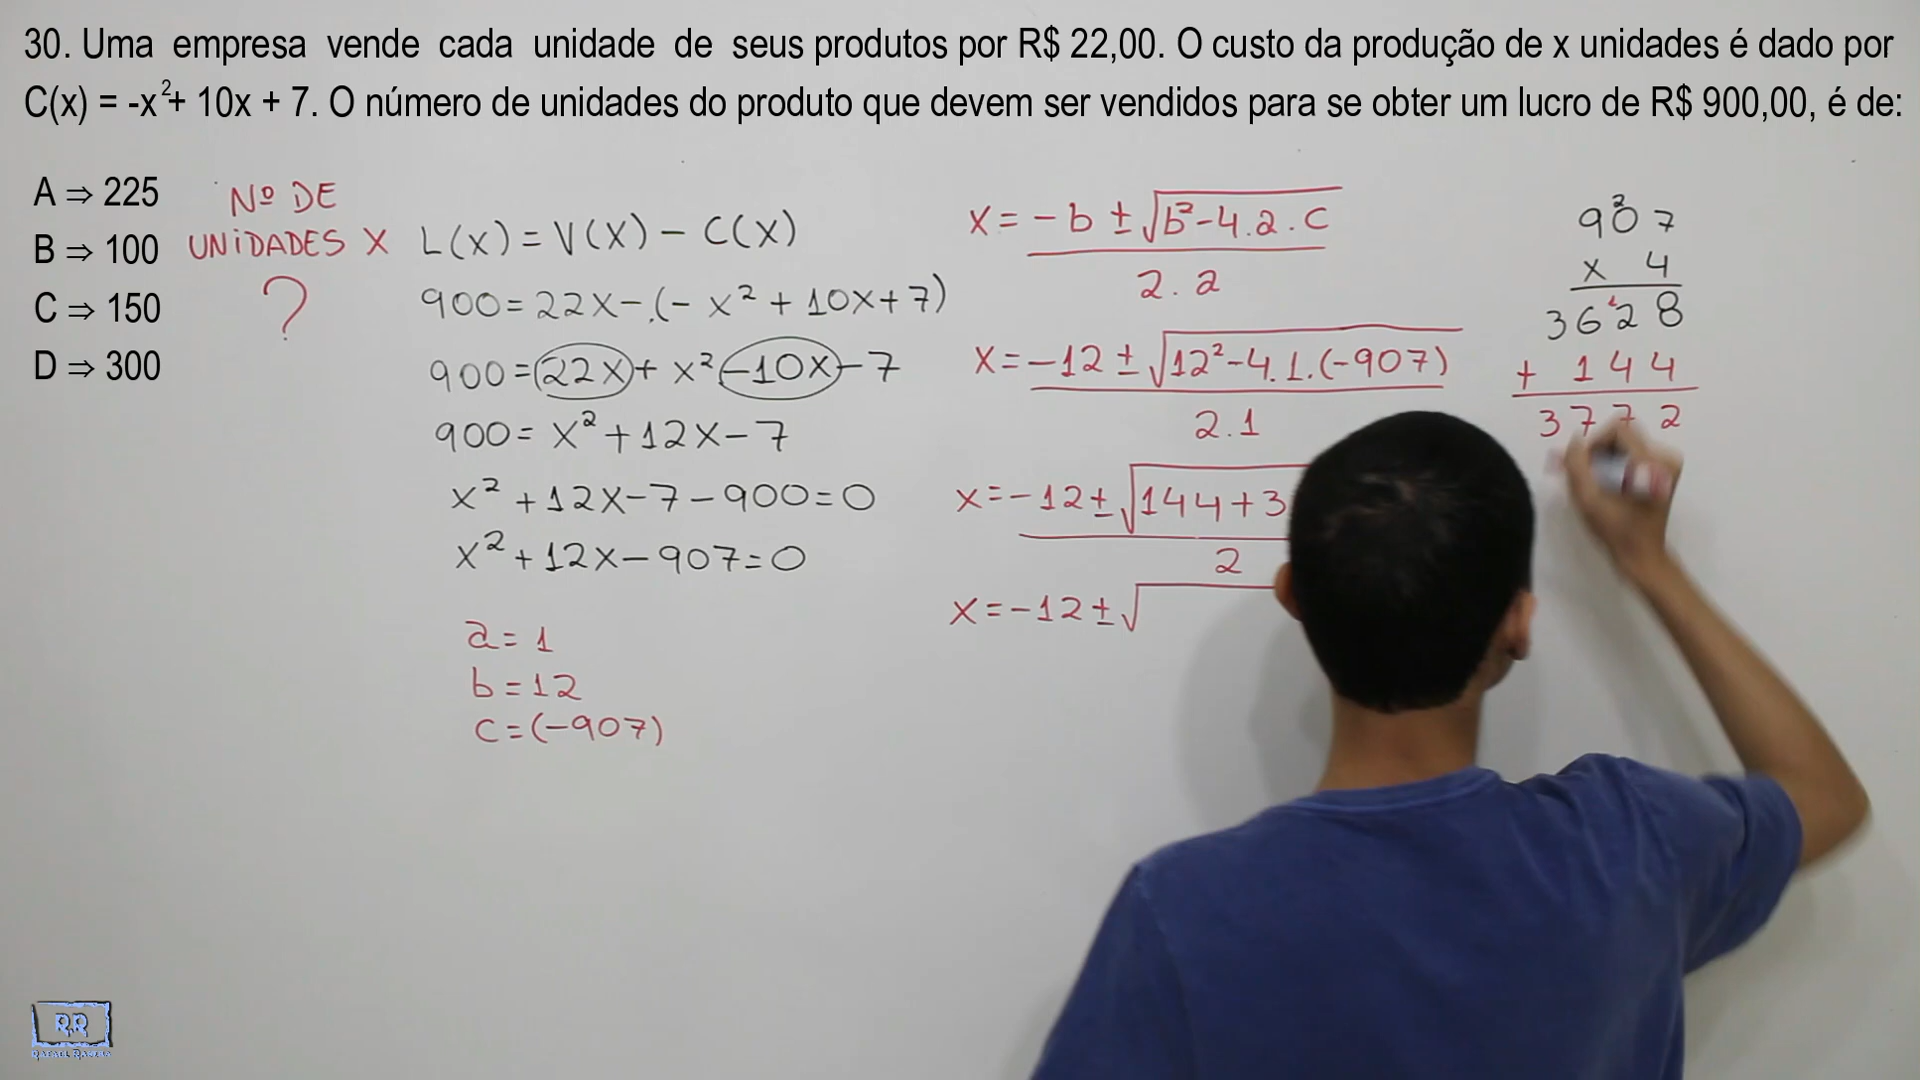 30. Uma empresa vende cada unidade de seus produtos por R$ 22,00. O custo da produção de x unidades é dado por
C(x) = -x²+ 10x + 7. O número de unidades do produto que devem ser vendidos para se obter um lucro de R$ 900,00, é de:
A ⇒ 225
B ⇒ 100
C ⇒ 150
D ⇒ 300
Nº DE
UNIDADES X
?
L(X) = V(X) - C(X)
900 = 22X - (- X² + 10X + 7)
900 = 22X + X² - 10X - 7
900 = X² + 12X - 7
X² + 12X - 7 - 900 = 0
X² + 12X - 907 = 0
a = 1
b = 12
c = (-907)
X = -b ± √b² - 4.a.c
2.a
X = -12 ± √12² - 4.1.(-907)
2.1
X = -12 ± √144 + 3
2
X = -12 ± √
2
907
x 4
1
3628
+ 144
3772
RR
RAFAEL